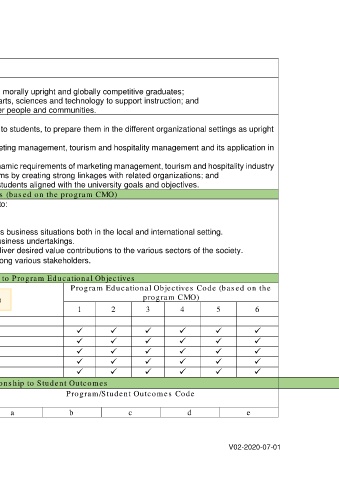 morally upright and globally competitive graduates;
arts, sciences and technology to support instruction; and
er people and communities.
to students, to prepare them in the different organizational settings as upright
eting management, tourism and hospitality management and its application in
namic requirements of marketing management, tourism and hospitality industry
ms by creating strong linkages with related organizations; and
students aligned with the university goals and objectives.
s (based on the program CMO)
to:
s business situations both in the local and international setting.
usiness undertakings.
liver desired value contributions to the various sectors of the society.
ong various stakeholders.
to Program Educational Objectives
Program Educational Objectives Code (based on the
program CMO)
1 2 3 4 5 6
✓ ✓ ✓ ✓ ✓ ✓
✓ ✓ ✓ ✓ ✓ ✓
✓ ✓ ✓ ✓ ✓ ✓
✓ ✓ ✓ ✓ ✓ ✓
✓ ✓ ✓ ✓ ✓ ✓
onship to Student Outcomes
Program/Student Outcomes Code
a b c d e
V02-2020-07-01